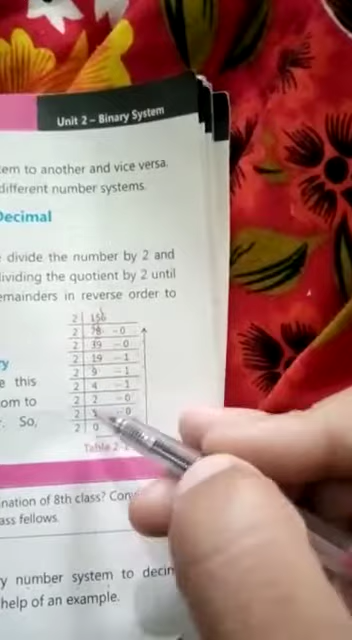 Unit 2 – Binary System
tem to another and vice versa.
different number systems.
Decimal
divide the number by 2 and
ividing the quotient by 2 until
emainders in reverse order to
2 156
2 78 - 0
2 39 - 0
2 19 - 1
2 9 - 1
2 4 - 1
2 2 - 0
2 1 - 0
2 0
ry
e this
om to
. So,
Table 2-
nation of 8th class? Con
ass fellows.
y number system to decim
help of an example.